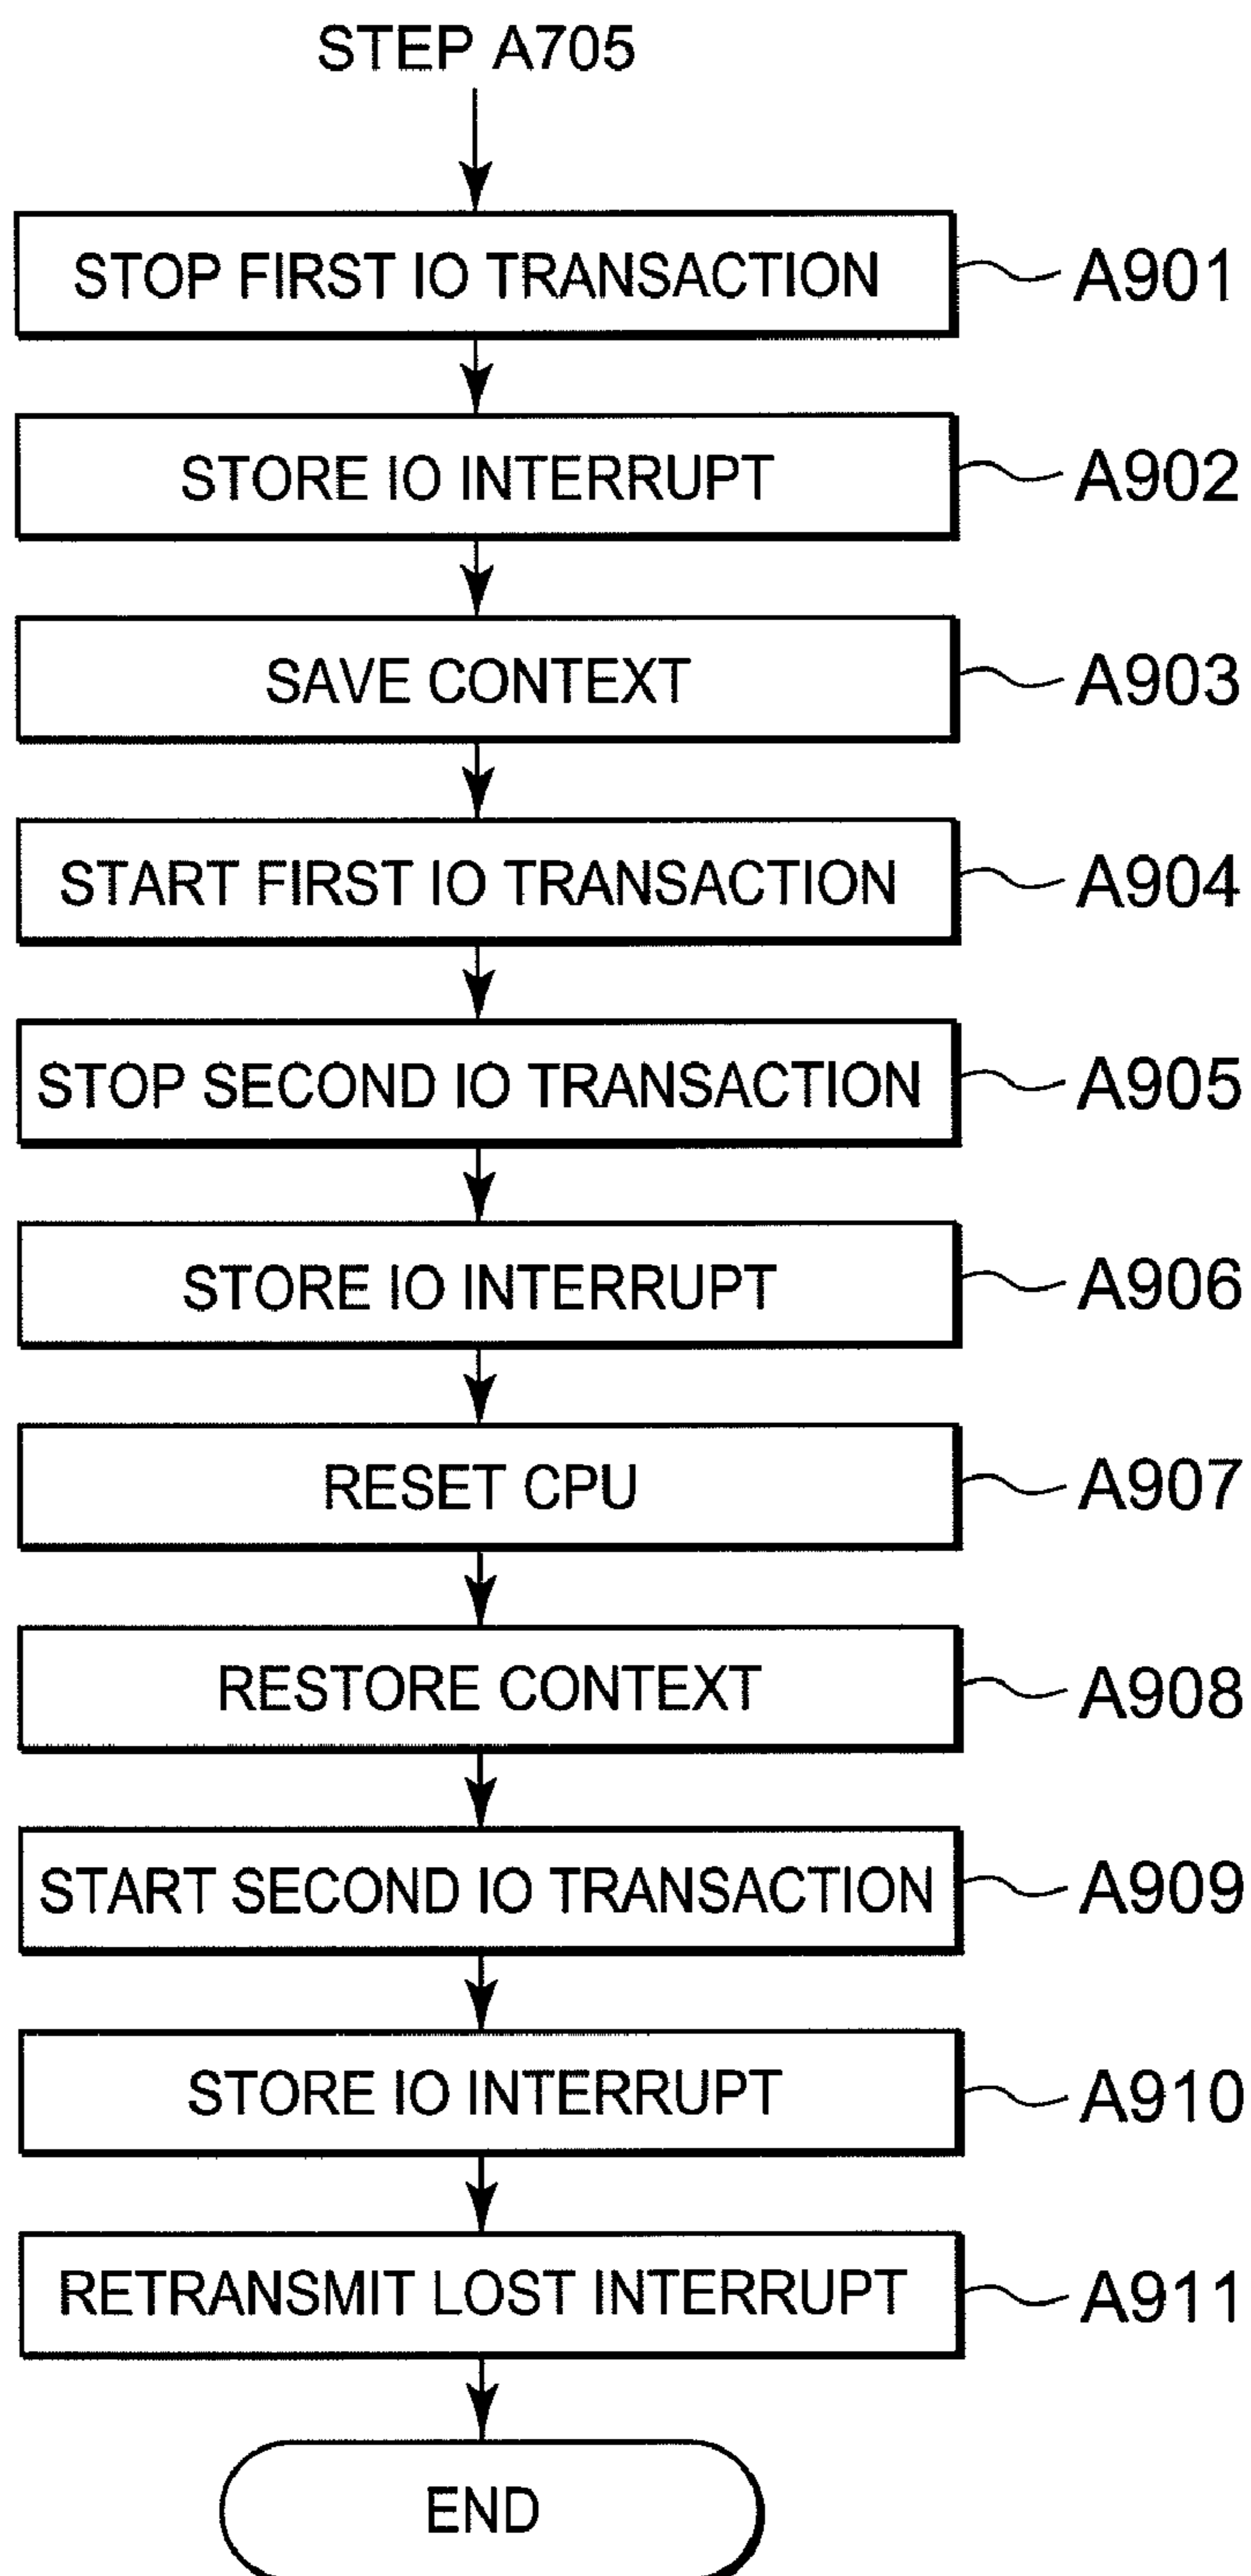 STEP A705
STOP FIRST IO TRANSACTION A901
STORE IO INTERRUPT A902
SAVE CONTEXT A903
START FIRST IO TRANSACTION A904
STOP SECOND IO TRANSACTION A905
STORE IO INTERRUPT A906
RESET CPU A907
RESTORE CONTEXT A908
START SECOND IO TRANSACTION A909
STORE IO INTERRUPT A910
RETRANSMIT LOST INTERRUPT A911
END